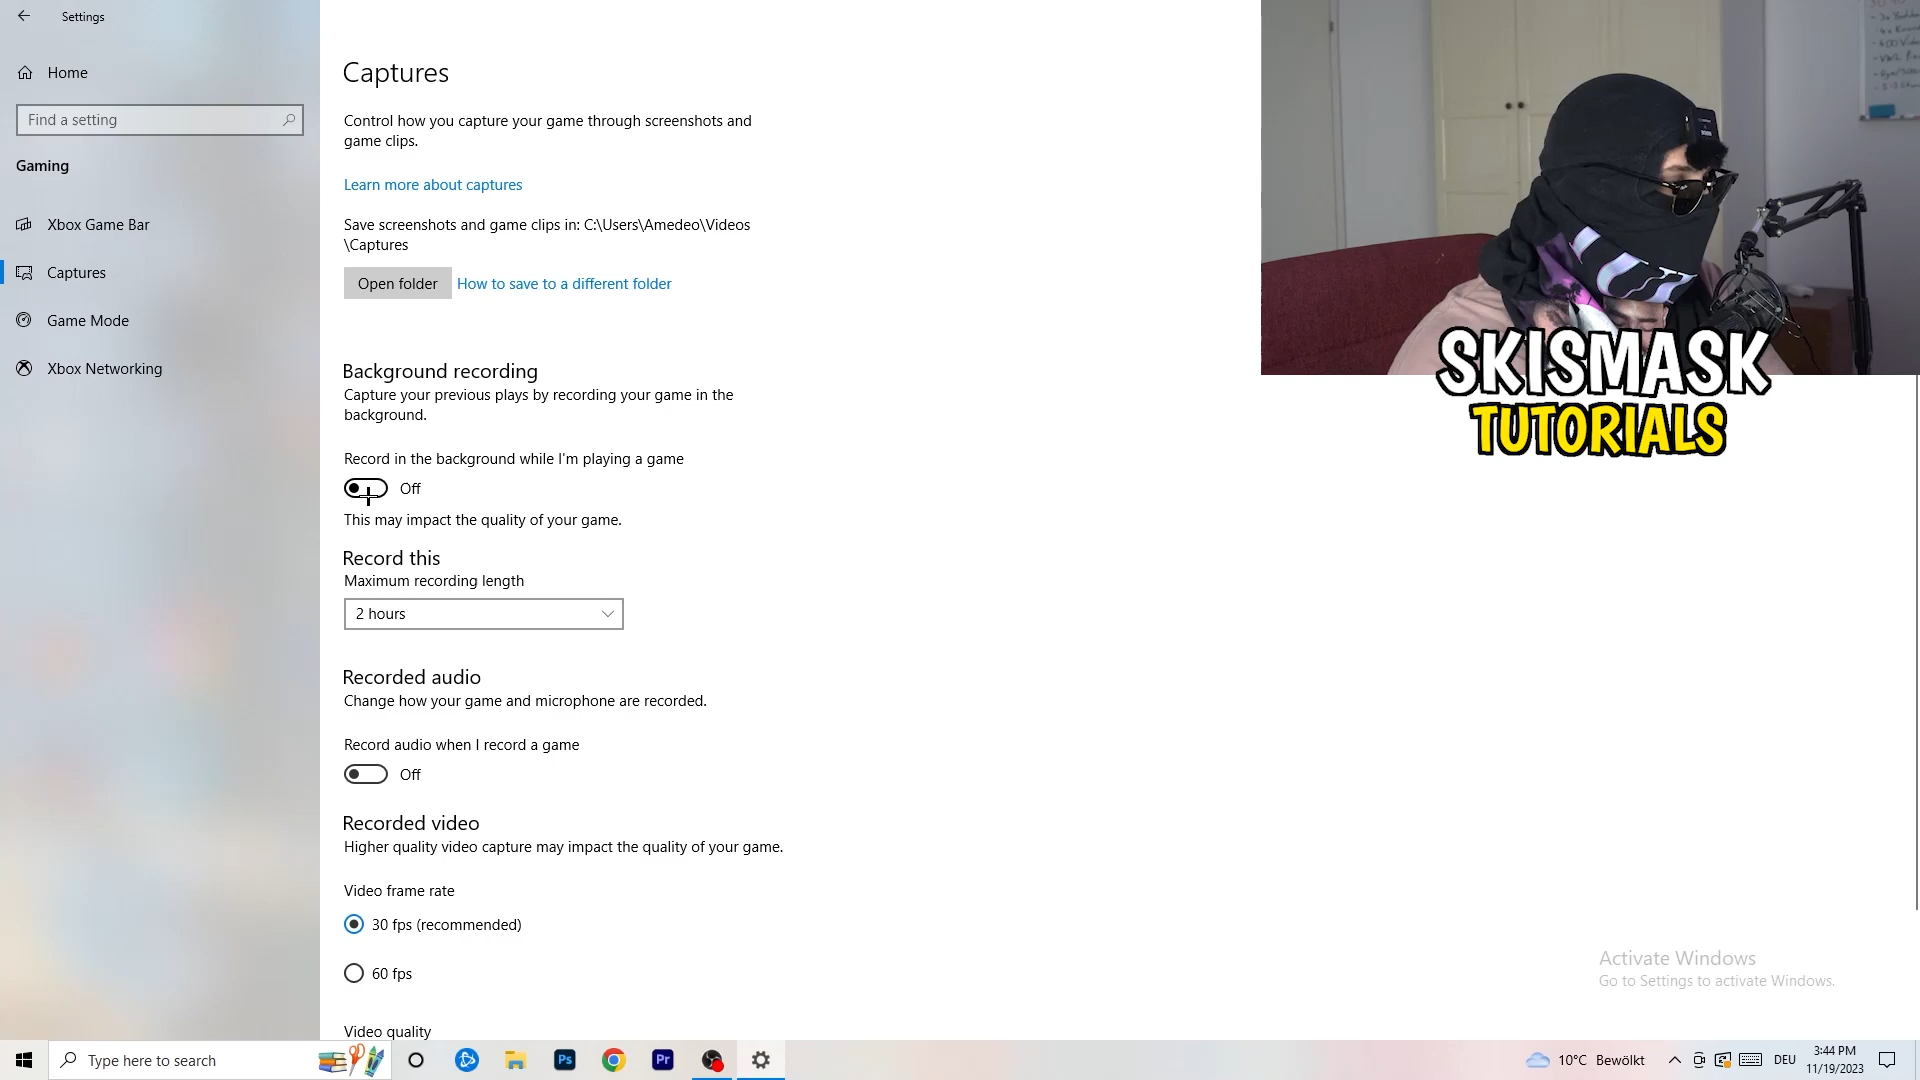 Settings
Home
Find a setting
Gaming
Xbox Game Bar
Captures
Game Mode
Xbox Networking
Captures
Control how you capture your game through screenshots and
game clips.
Learn more about captures
Save screenshots and game clips in: C:\Users\Amedeo\Videos
\Captures
Open folder
How to save to a different folder
Background recording
Capture your previous plays by recording your game in the
background.
Record in the background while I'm playing a game
Off
This may impact the quality of your game.
Record this
Maximum recording length
2 hours
Recorded audio
Change how your game and microphone are recorded.
Record audio when I record a game
Off
Recorded video
Higher quality video capture may impact the quality of your game.
Video frame rate
30 fps (recommended)
60 fps
Video quality
SKISMASK
TUTORIALS
Activate Windows
Go to Settings to activate Windows.
Type here to search
Ps
Pr
10°C Bewölkt
DEU
3:44 PM
11/19/2023